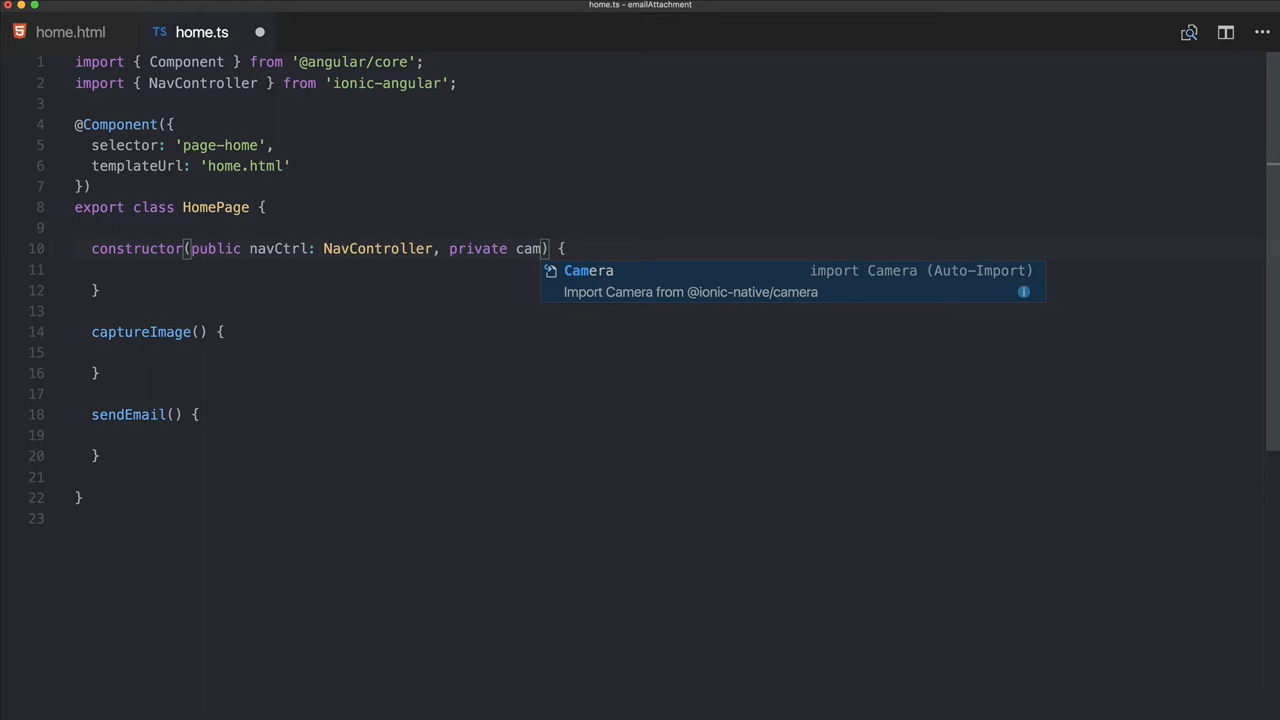 home.ts - emailAttachment
home.html TS home.ts
1 import { Component } from '@angular/core';
2 import { NavController } from 'ionic-angular';
3
4 @Component({
5 selector: 'page-home',
6 templateUrl: 'home.html'
7 })
8 export class HomePage {
9
10 constructor(public navCtrl: NavController, private cam) {
Camera import Camera (Auto-Import)
11
Import Camera from @ionic-native/camera
12 }
13
14 captureImage() {
15
16 }
17
18 sendEmail() {
19
20 }
21
22 }
23